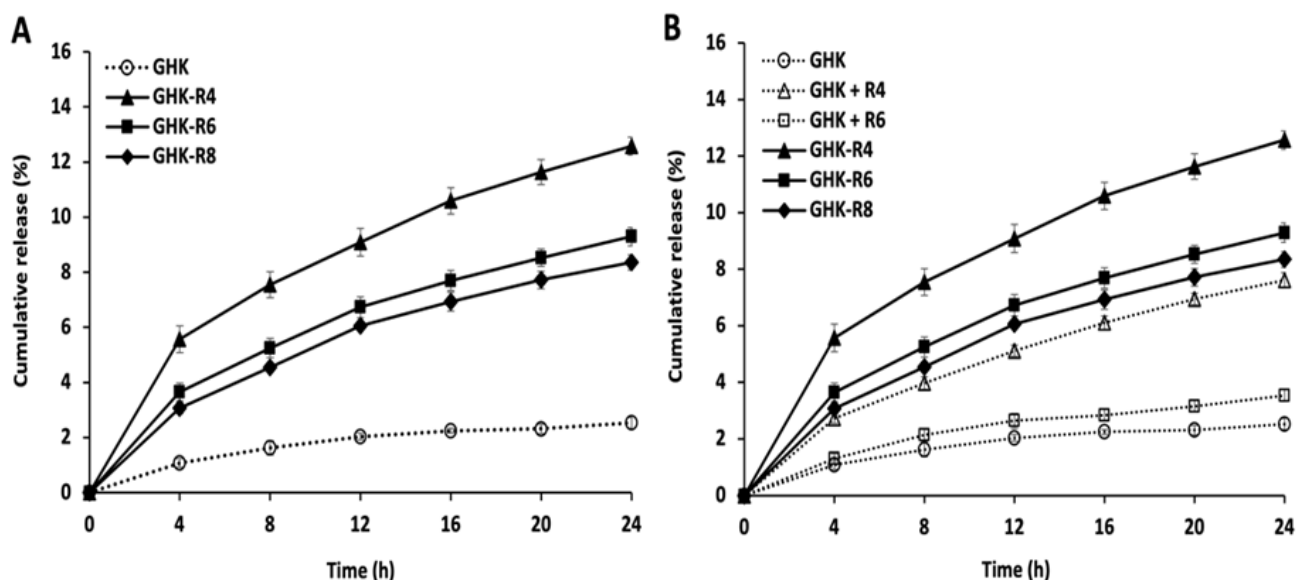 A
Cumulative release (%)
16
14
12
10
8
6
4
2
0
GHK
GHK-R4
GHK-R6
GHK-R8
0 4 8 12 16 20 24
Time (h)
B
Cumulative release (%)
16
14
12
10
8
6
4
2
0
GHK
GHK + R4
GHK + R6
GHK-R4
GHK-R6
GHK-R8
0 4 8 12 16 20 24
Time (h)